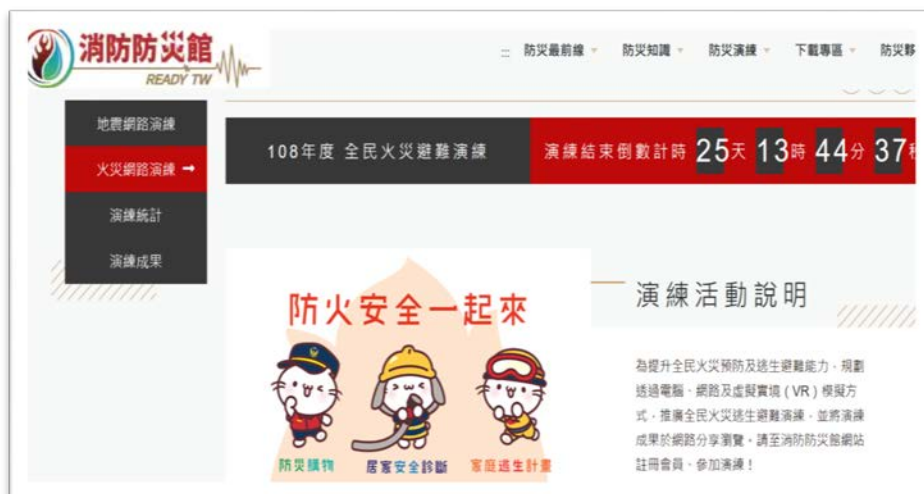 消防防災館
READY TW
::: 防災最前線 防災知識 防災演練 下載專區 防災夥
地震網路演練
火災網路演練
演練統計
演練成果
108年度 全民火災避難演練
演練結束倒數計時 25天 13時 44分 37秒
防火安全一起來
防災購物 居家安全診斷 家庭逃生計畫
演練活動說明
為提升全民火災預防及逃生避難能力，規劃
透過電腦、網路及虛擬實境（VR）模擬方
式，推廣全民火災逃生避難演練，並將演練
成果於網路分享瀏覽。請至消防防災館網站
註冊會員、參加演練！